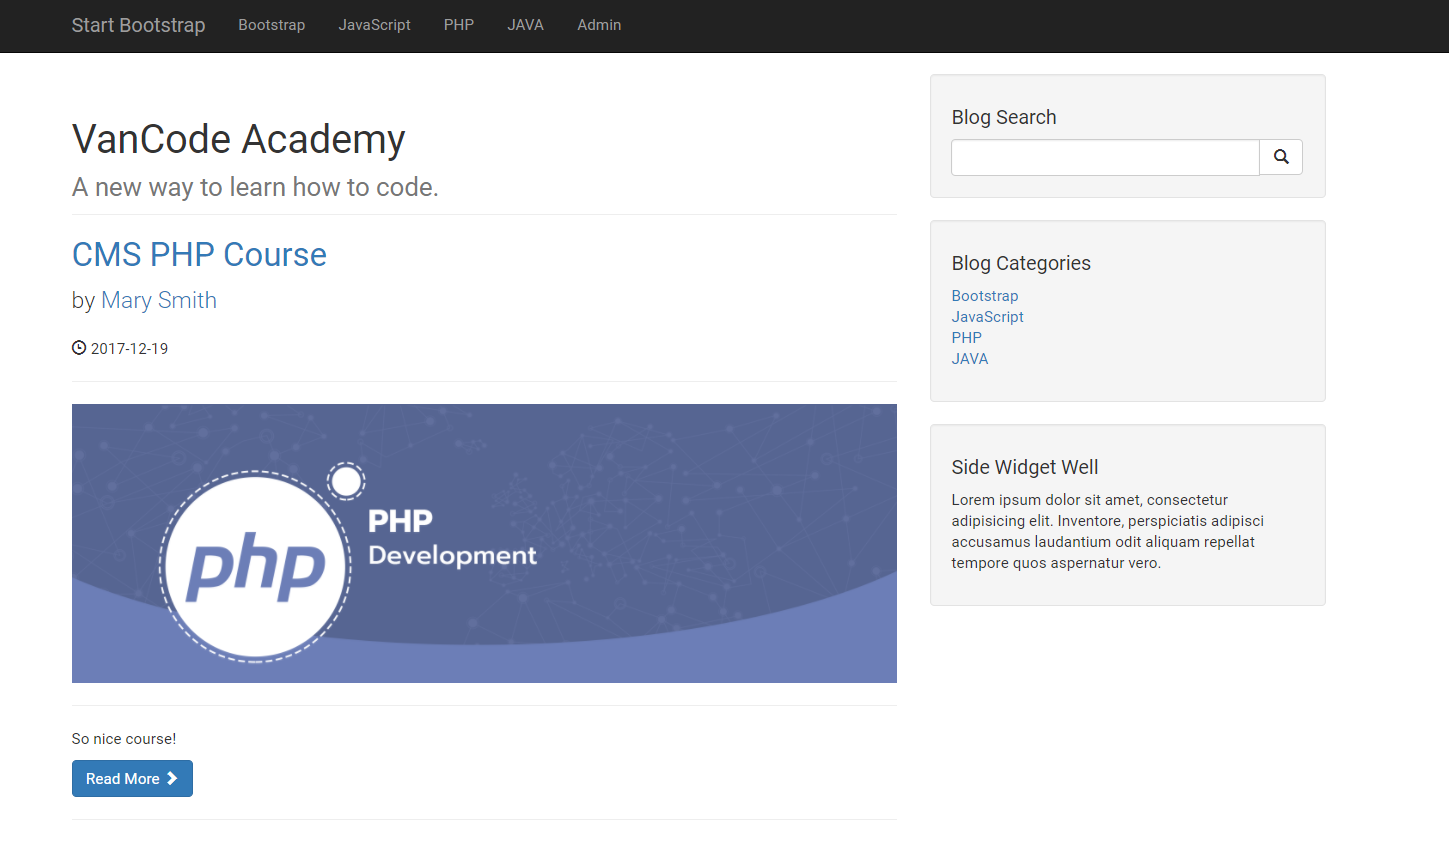 Start Bootstrap Bootstrap JavaScript PHP JAVA Admin
VanCode Academy
A new way to learn how to code.
CMS PHP Course
by Mary Smith
2017-12-19
php
PHP
Development
So nice course!
Read More
Blog Search
Blog Categories
Bootstrap
JavaScript
PHP
JAVA
Side Widget Well
Lorem ipsum dolor sit amet, consectetur
adipisicing elit. Inventore, perspiciatis adipisci
accusamus laudantium odit aliquam repellat
tempore quos aspernatur vero.